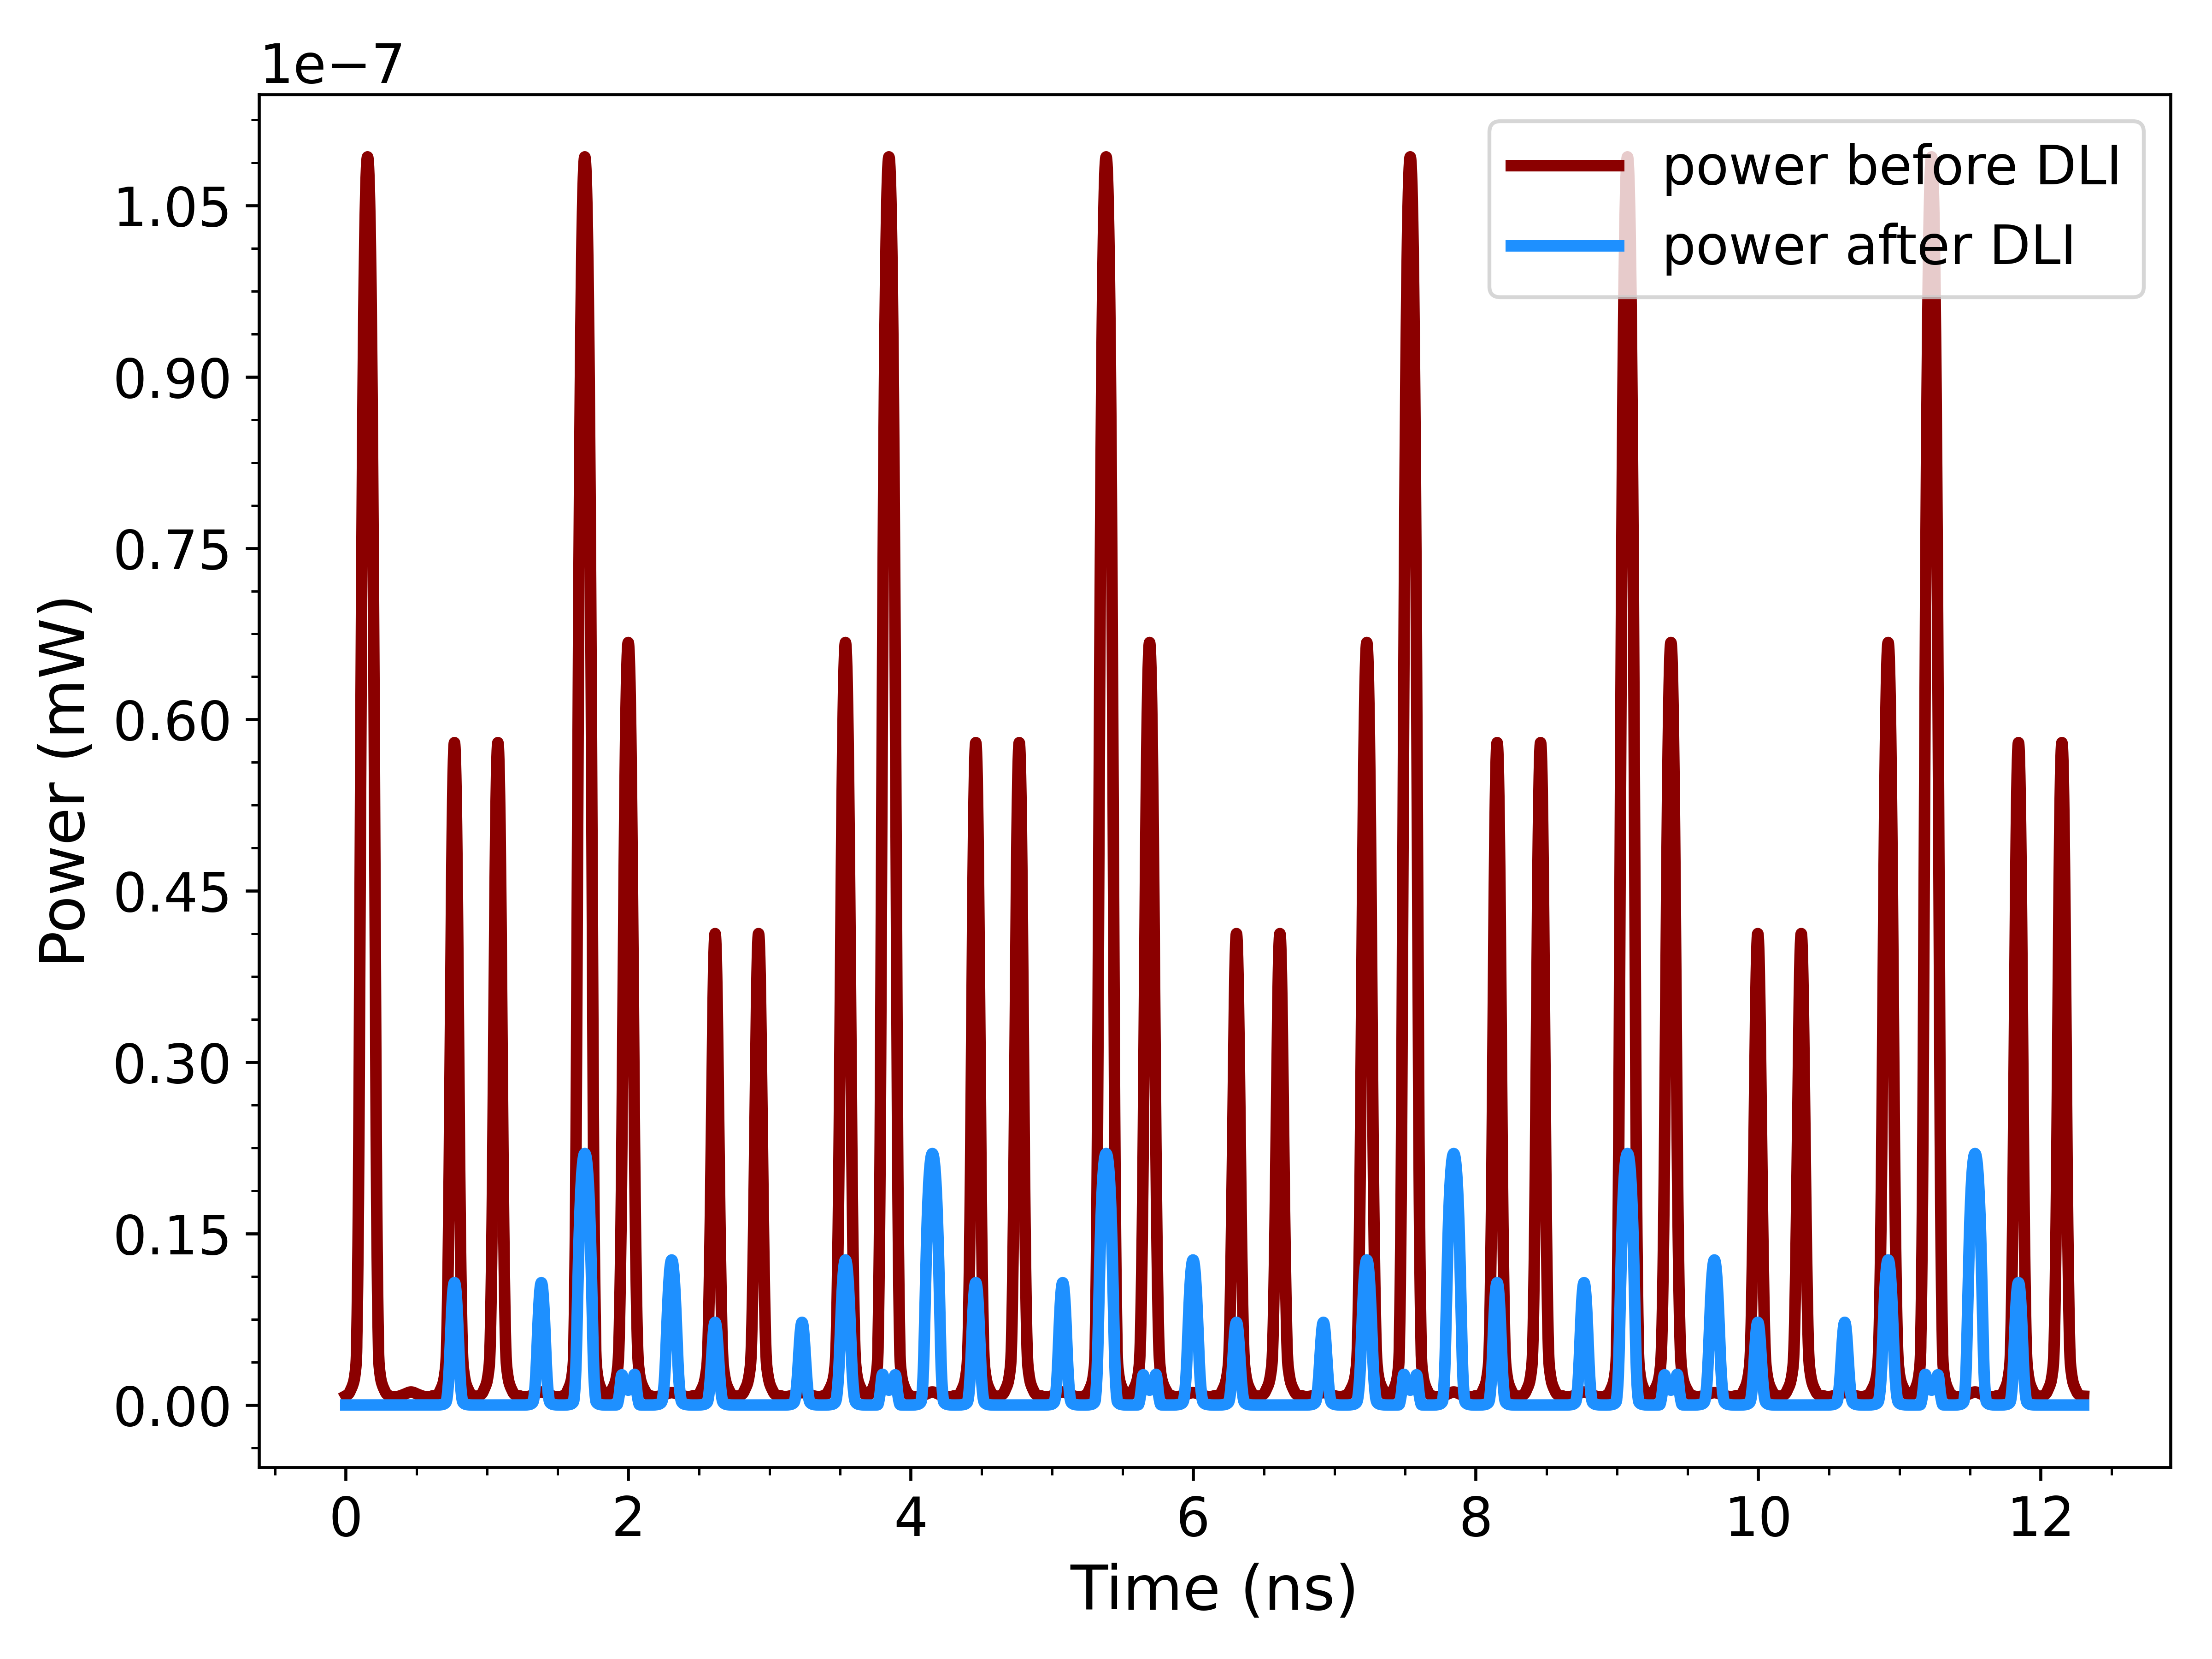 1e−7
power before DLI
power after DLI
1.05
0.90
0.75
0.60
0.45
0.30
0.15
0.00
Power (mW)
0 2 4 6 8 10 12
Time (ns)